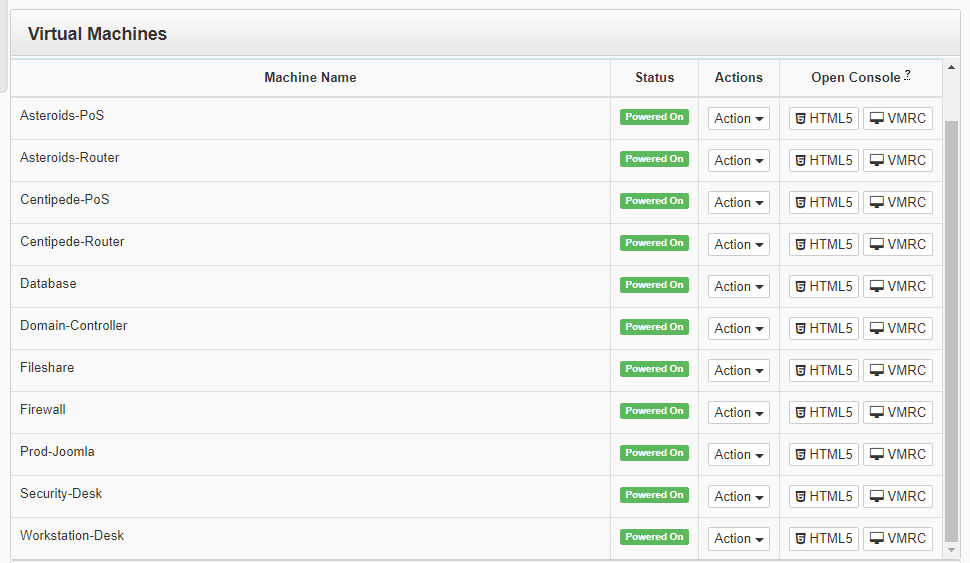 Virtual Machines
Machine Name Status Actions Open Console ?
Asteroids-PoS Powered On Action HTML5 VMRC
Asteroids-Router Powered On Action HTML5 VMRC
Centipede-PoS Powered On Action HTML5 VMRC
Centipede-Router Powered On Action HTML5 VMRC
Database Powered On Action HTML5 VMRC
Domain-Controller Powered On Action HTML5 VMRC
Fileshare Powered On Action HTML5 VMRC
Firewall Powered On Action HTML5 VMRC
Prod-Joomla Powered On Action HTML5 VMRC
Security-Desk Powered On Action HTML5 VMRC
Workstation-Desk Powered On Action HTML5 VMRC